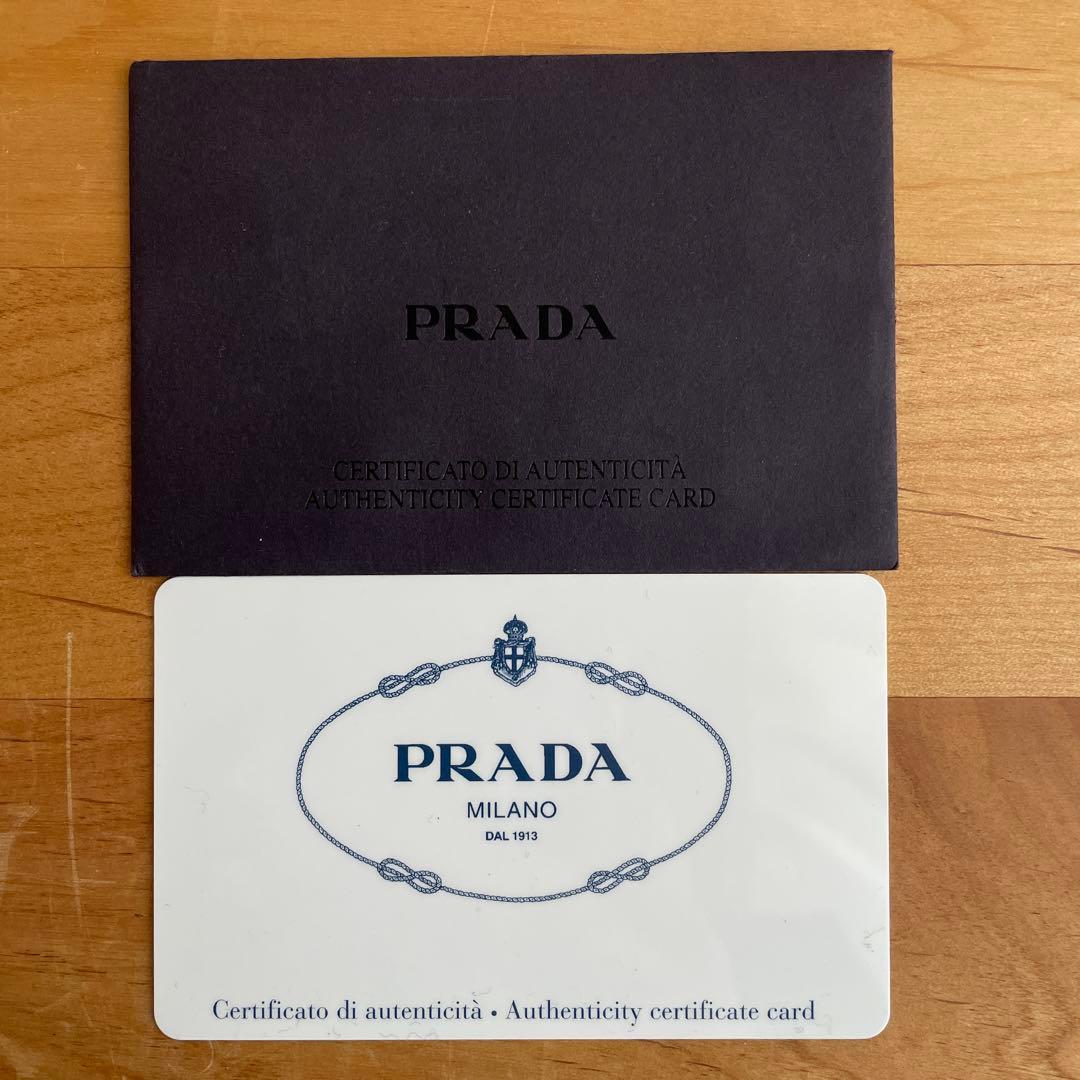 PRADA
CERTIFICATO DI AUTENTICITÀ
AUTHENTICITY CERTIFICATE CARD
PRADA
MILANO
DAL 1913
Certificato di autenticità • Authenticity certificate card